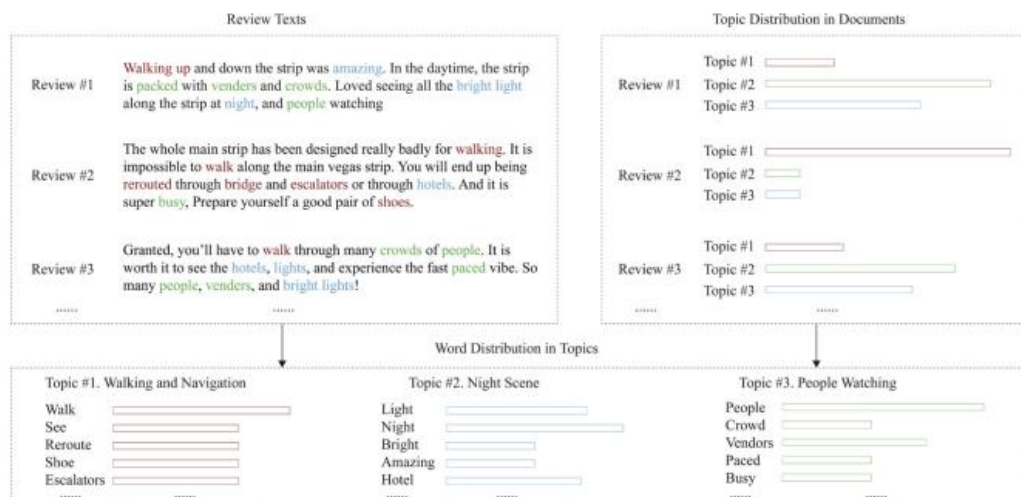 Review Texts
Review #1
Walking up and down the strip was amazing. In the daytime, the strip
is packed with venders and crowds. Loved seeing all the bright light
along the strip at night, and people watching
Review #2
The whole main strip has been designed really badly for walking. It is
impossible to walk along the main vegas strip. You will end up being
rerouted through bridge and escalators or through hotels. And it is
super busy, Prepare yourself a good pair of shoes.
Review #3
Granted, you’ll have to walk through many crowds of people. It is
worth it to see the hotels, lights, and experience the fast paced vibe. So
many people, venders, and bright lights!
......
......
Topic Distribution in Documents
Review #1
Topic #1
Topic #2
Topic #3
Review #2
Topic #1
Topic #2
Topic #3
Review #3
Topic #1
Topic #2
Topic #3
......
......
Word Distribution in Topics
Topic #1. Walking and Navigation
Walk
See
Reroute
Shoe
Escalators
......
......
Topic #2. Night Scene
Light
Night
Bright
Amazing
Hotel
......
......
Topic #3. People Watching
People
Crowd
Vendors
Paced
Busy
......
......